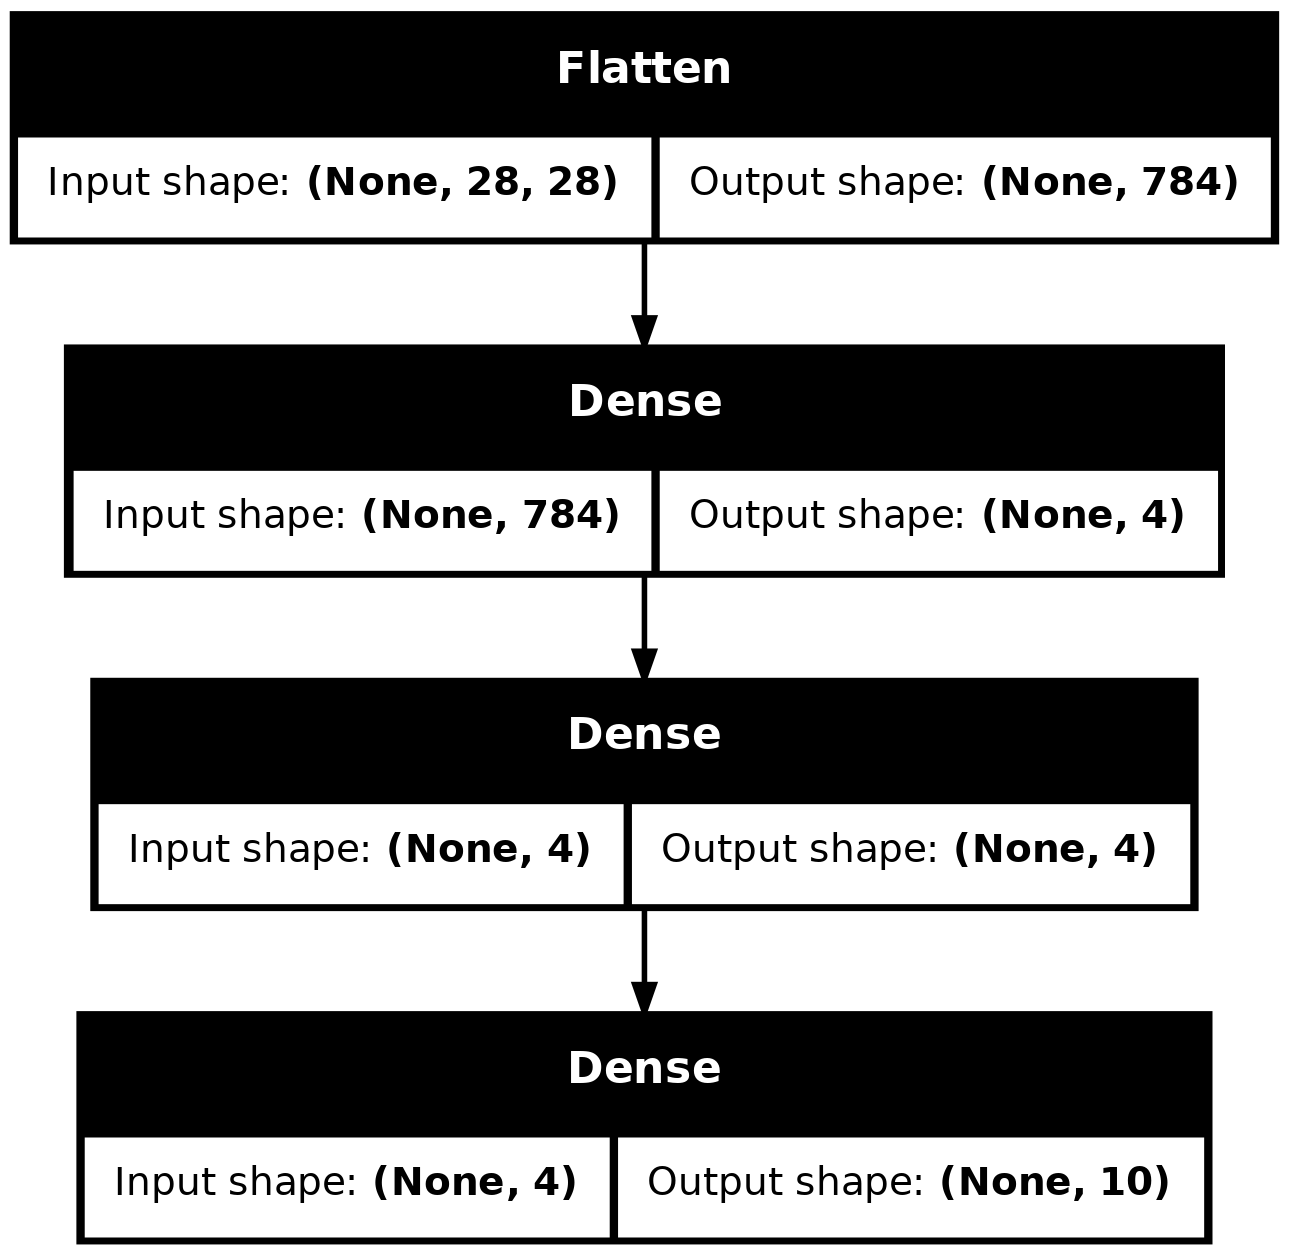 Flatten
Input shape: (None, 28, 28) Output shape: (None, 784)
Dense
Input shape: (None, 784) Output shape: (None, 4)
Dense
Input shape: (None, 4) Output shape: (None, 4)
Dense
Input shape: (None, 4) Output shape: (None, 10)